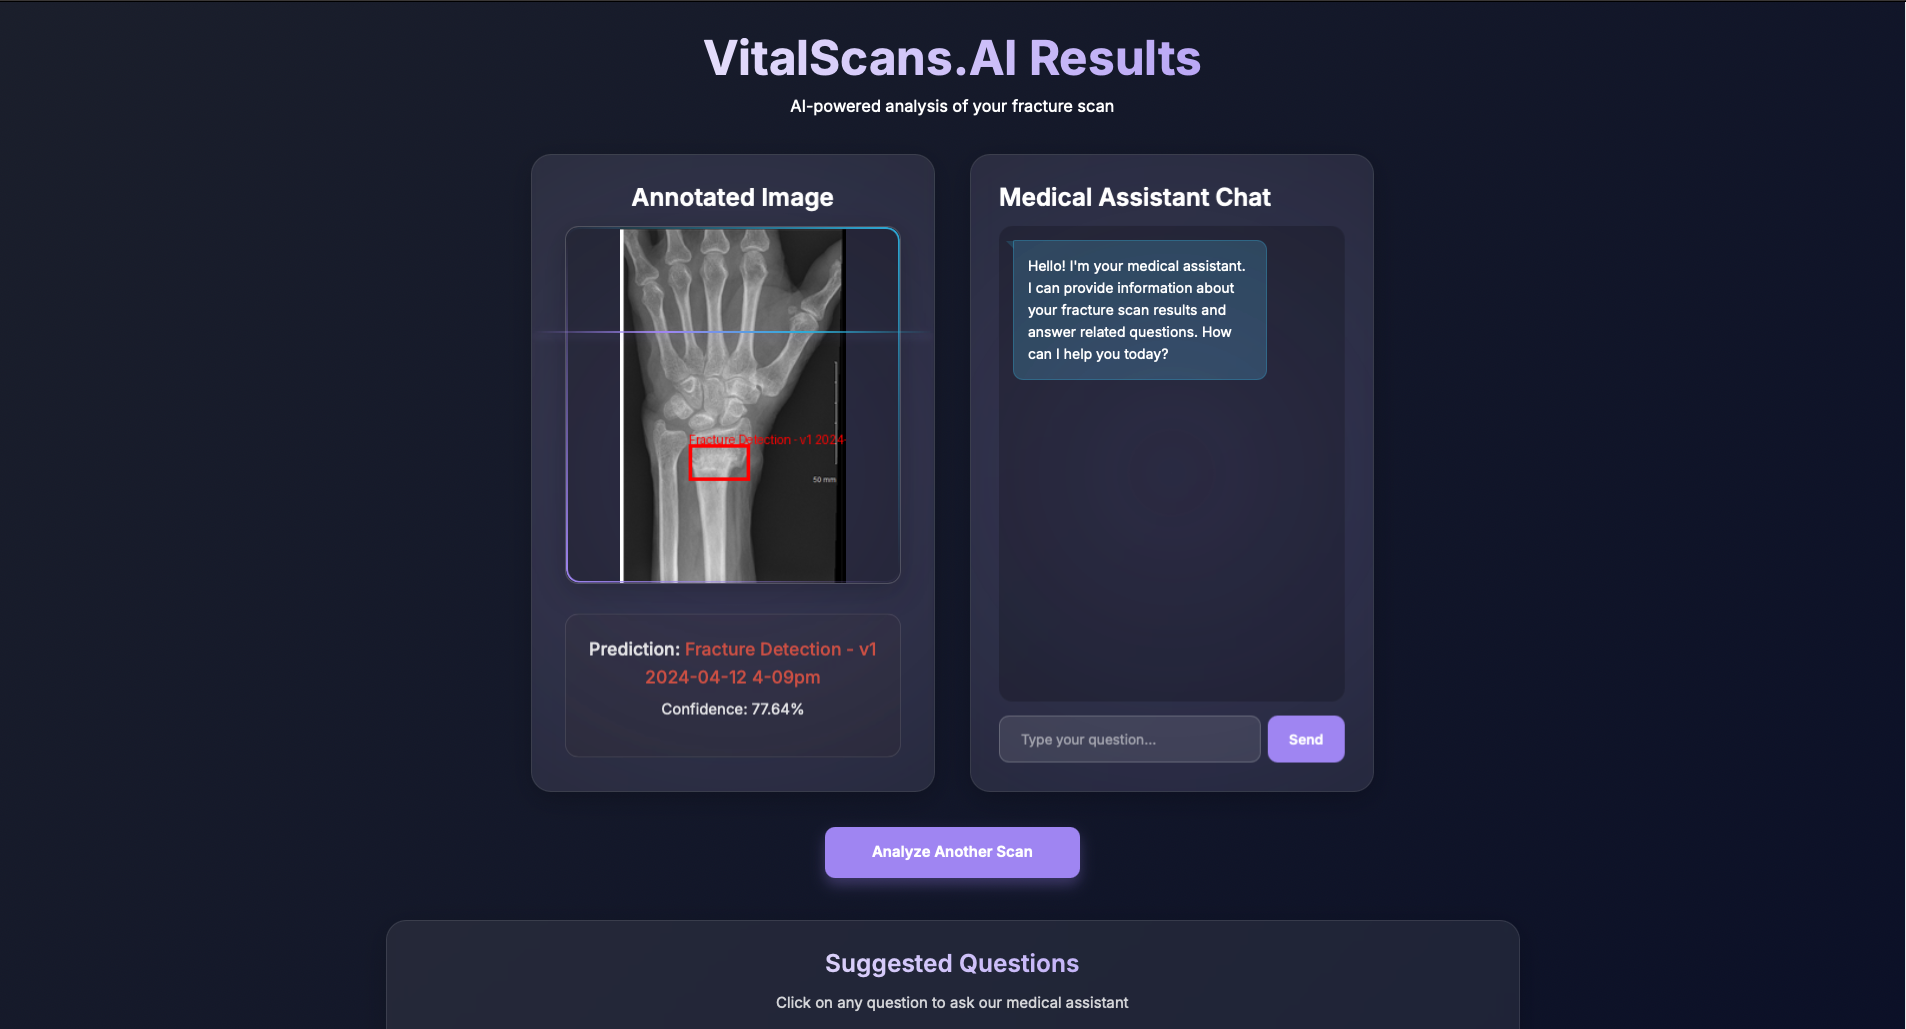 VitalScans.AI Results
AI-powered analysis of your fracture scan
Annotated Image
Fracture Detection - v1 2024-
50 mm
Prediction: Fracture Detection - v1
2024-04-12 4-09pm
Confidence: 77.64%
Medical Assistant Chat
Hello! I'm your medical assistant.
I can provide information about
your fracture scan results and
answer related questions. How
can I help you today?
Type your question...
Send
Analyze Another Scan
Suggested Questions
Click on any question to ask our medical assistant